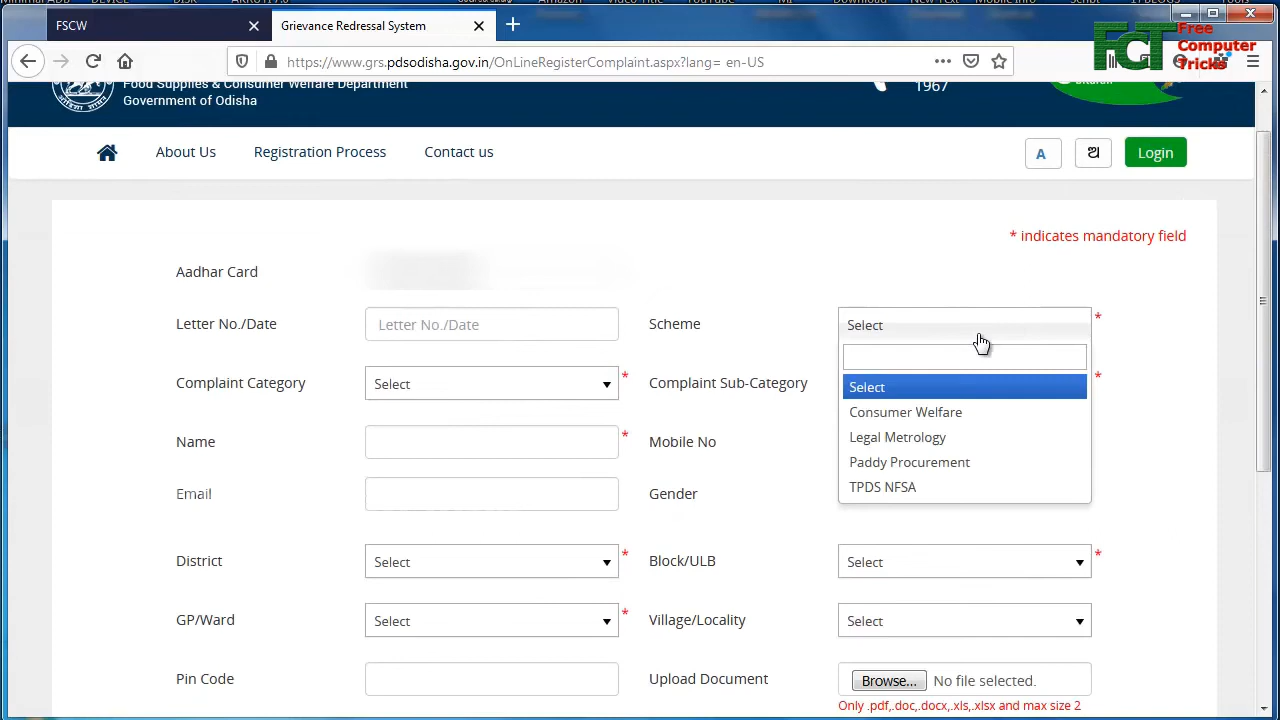 FSCW
Grievance Redressal System
https://www.grs.pdsodisha.gov.in/OnLineRegisterComplaint.aspx?lang= en-US
Free
Computer
Tricks
FCT
Food Supplies & Consumer Welfare Department
Government of Odisha
1967
About Us Registration Process Contact us
A ଅ Login
* indicates mandatory field
Aadhar Card
Letter No./Date Letter No./Date Scheme Select *
Select
Complaint Category Select * Complaint Sub-Category *
Consumer Welfare
Legal Metrology
Name * Mobile No
Paddy Procurement
TPDS NFSA
Email Gender
District Select * Block/ULB Select *
GP/Ward Select * Village/Locality Select
Pin Code Upload Document Browse... No file selected.
Only .pdf,.doc,.docx,.xls,.xlsx and max size 2